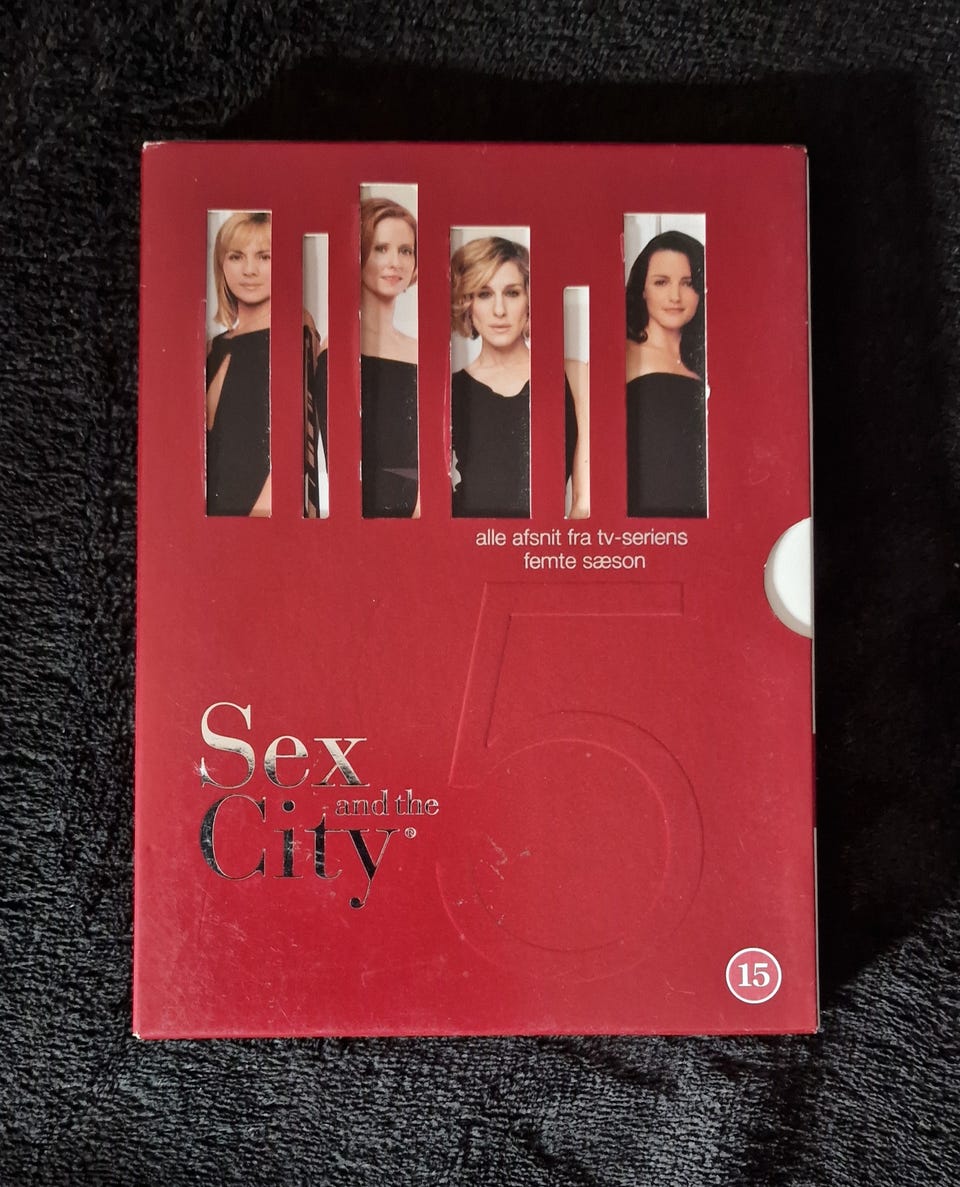 alle afsnit fra tv-seriens
femte sæson
5
Sex
and the
City®
15